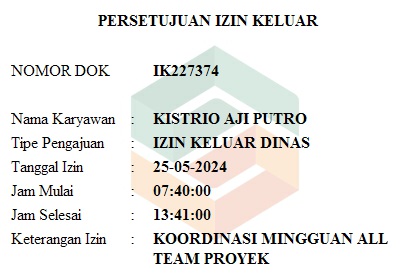 PERSETUJUAN IZIN KELUAR
NOMOR DOK IK227374
Nama Karyawan : KISTRIO AJI PUTRO
Tipe Pengajuan : IZIN KELUAR DINAS
Tanggal Izin : 25-05-2024
Jam Mulai : 07:40:00
Jam Selesai : 13:41:00
Keterangan Izin : KOORDINASI MINGGUAN ALL
TEAM PROYEK